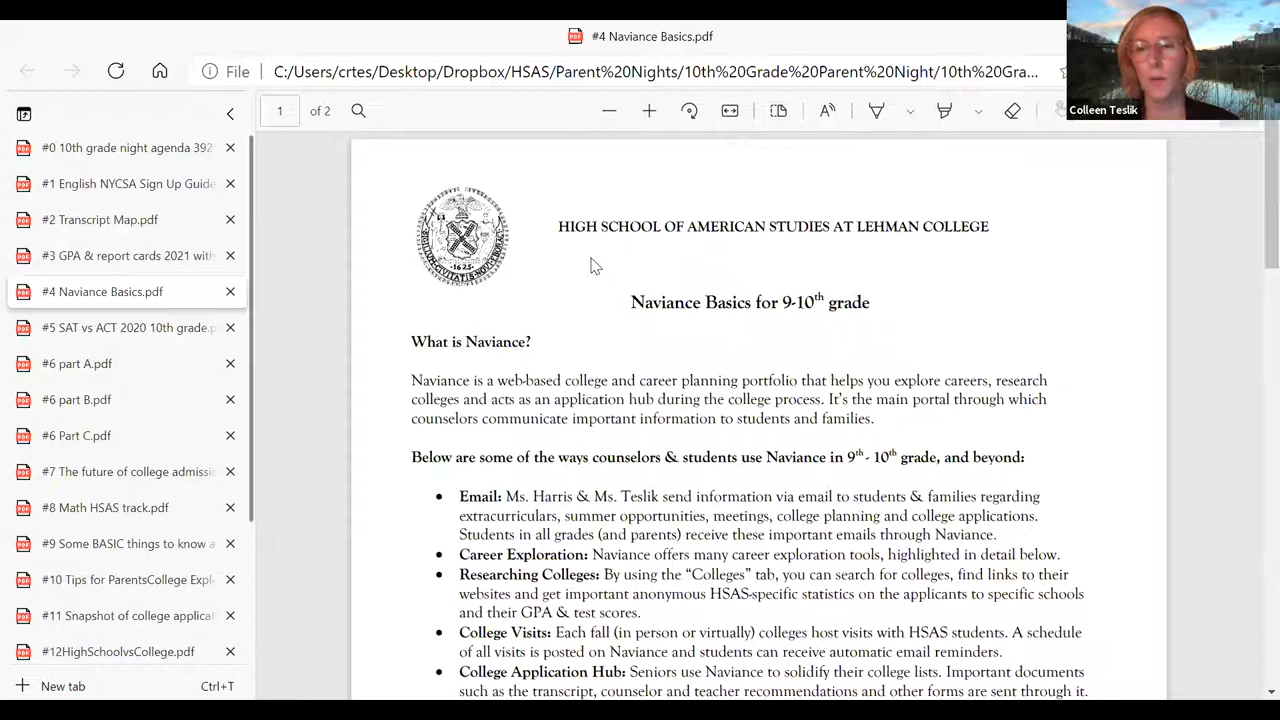 #4 Naviance Basics.pdf
Colleen Teslik
File
C:/Users/crtes/Desktop/Dropbox/HSAS/Parent%20Nights/10th%20Grade%20Parent%20Night/10th%20Gra...
1 of 2
#0 10th grade night agenda 392
#1 English NYCSA Sign Up Guide
#2 Transcript Map.pdf
#3 GPA & report cards 2021 with
#4 Naviance Basics.pdf
#5 SAT vs ACT 2020 10th grade.p
#6 part A.pdf
#6 part B.pdf
#6 Part C.pdf
#7 The future of college admissi
#8 Math HSAS track.pdf
#9 Some BASIC things to know a
#10 Tips for ParentsCollege Expl
#11 Snapshot of college applica
#12HighSchoolvsCollege.pdf
New tab Ctrl+T
1625
HIGH SCHOOL OF AMERICAN STUDIES AT LEHMAN COLLEGE
Naviance Basics for 9-10th grade
What is Naviance?
Naviance is a web-based college and career planning portfolio that helps you explore careers, research
colleges and acts as an application hub during the college process. It's the main portal through which
counselors communicate important information to students and families.
Below are some of the ways counselors & students use Naviance in 9th - 10th grade, and beyond:
• Email: Ms. Harris & Ms. Teslik send information via email to students & families regarding
extracurriculars, summer opportunities, meetings, college planning and college applications.
Students in all grades (and parents) receive these important emails through Naviance.
• Career Exploration: Naviance offers many career exploration tools, highlighted in detail below.
• Researching Colleges: By using the "Colleges" tab, you can search for colleges, find links to their
websites and get important anonymous HSAS-specific statistics on the applicants to specific schools
and their GPA & test scores.
• College Visits: Each fall (in person or virtually) colleges host visits with HSAS students. A schedule
of all visits is posted on Naviance and students can receive automatic email reminders.
• College Application Hub: Seniors use Naviance to solidify their college lists. Important documents
such as the transcript, counselor and teacher recommendations and other forms are sent through it.